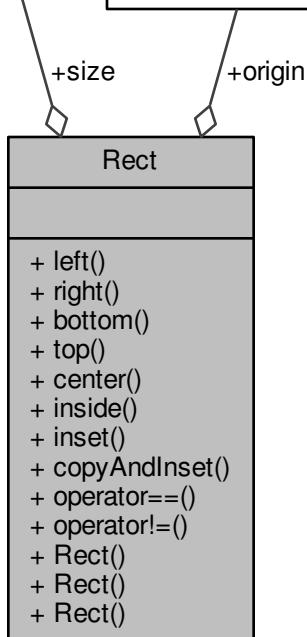 +size
+origin
Rect
+ left()
+ right()
+ bottom()
+ top()
+ center()
+ inside()
+ inset()
+ copyAndInset()
+ operator==()
+ operator!=()
+ Rect()
+ Rect()
+ Rect()